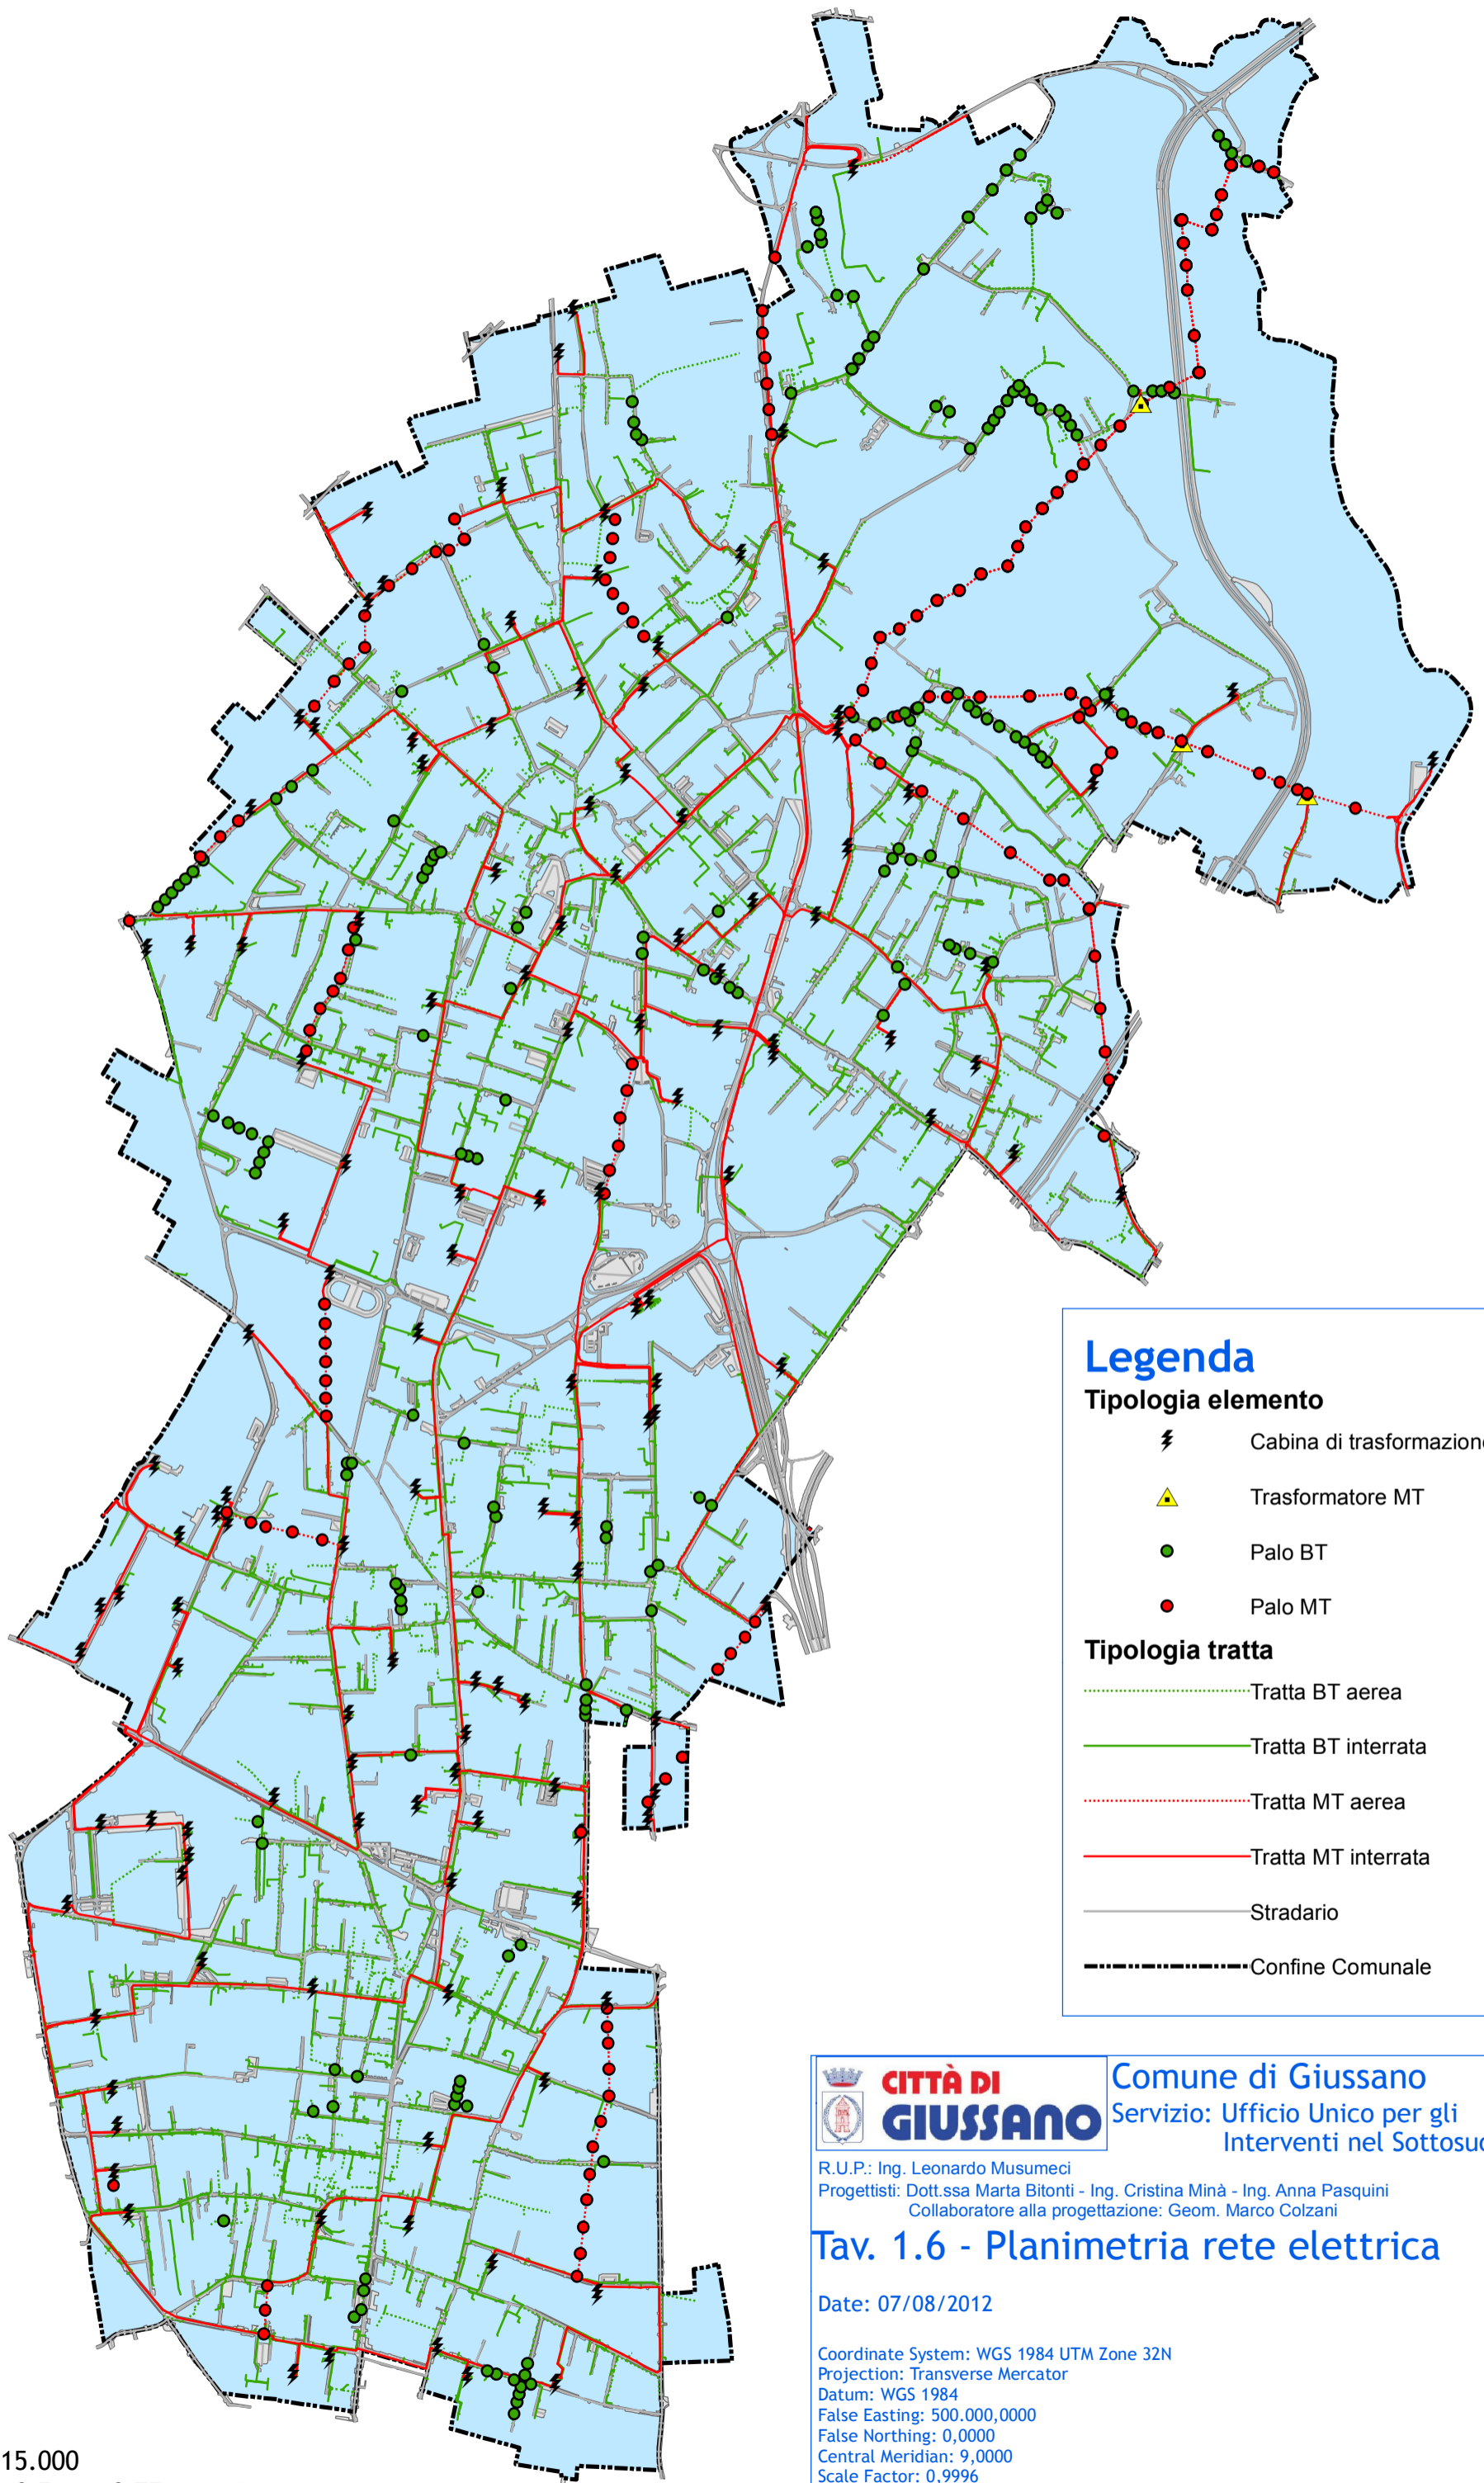 Legenda
Tipologia elemento
Cabina di trasformazione
Trasformatore MT
Palo BT
Palo MT
Tipologia tratta
Tratta BT aerea
Tratta BT interrata
Tratta MT aerea
Tratta MT interrata
Stradario
Confine Comunale
CITTÀ DI
GIUSSANO
Comune di Giussano
Servizio: Ufficio Unico per gli
Interventi nel Sottosuo
R.U.P.: Ing. Leonardo Musumeci
Progettisti: Dott.ssa Marta Bitonti - Ing. Cristina Minà - Ing. Anna Pasquini
Collaboratore alla progettazione: Geom. Marco Colzani
Tav. 1.6 - Planimetria rete elettrica
Date: 07/08/2012
Coordinate System: WGS 1984 UTM Zone 32N
Projection: Transverse Mercator
Datum: WGS 1984
False Easting: 500.000,0000
False Northing: 0,0000
Central Meridian: 9,0000
Scale Factor: 0,9996
15.000